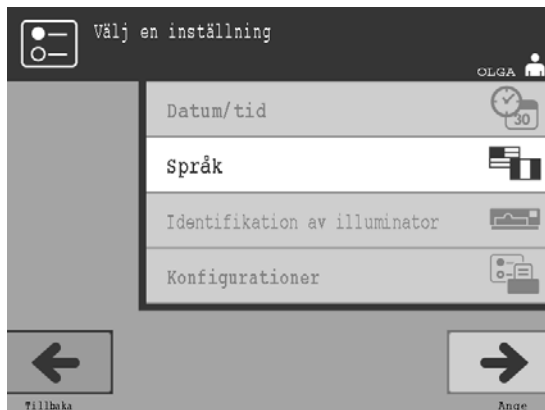 Välj en inställning
OLGA
Datum/tid
30
Språk
Identifikation av illuminator
Konfigurationer
Tillbaka
Ange